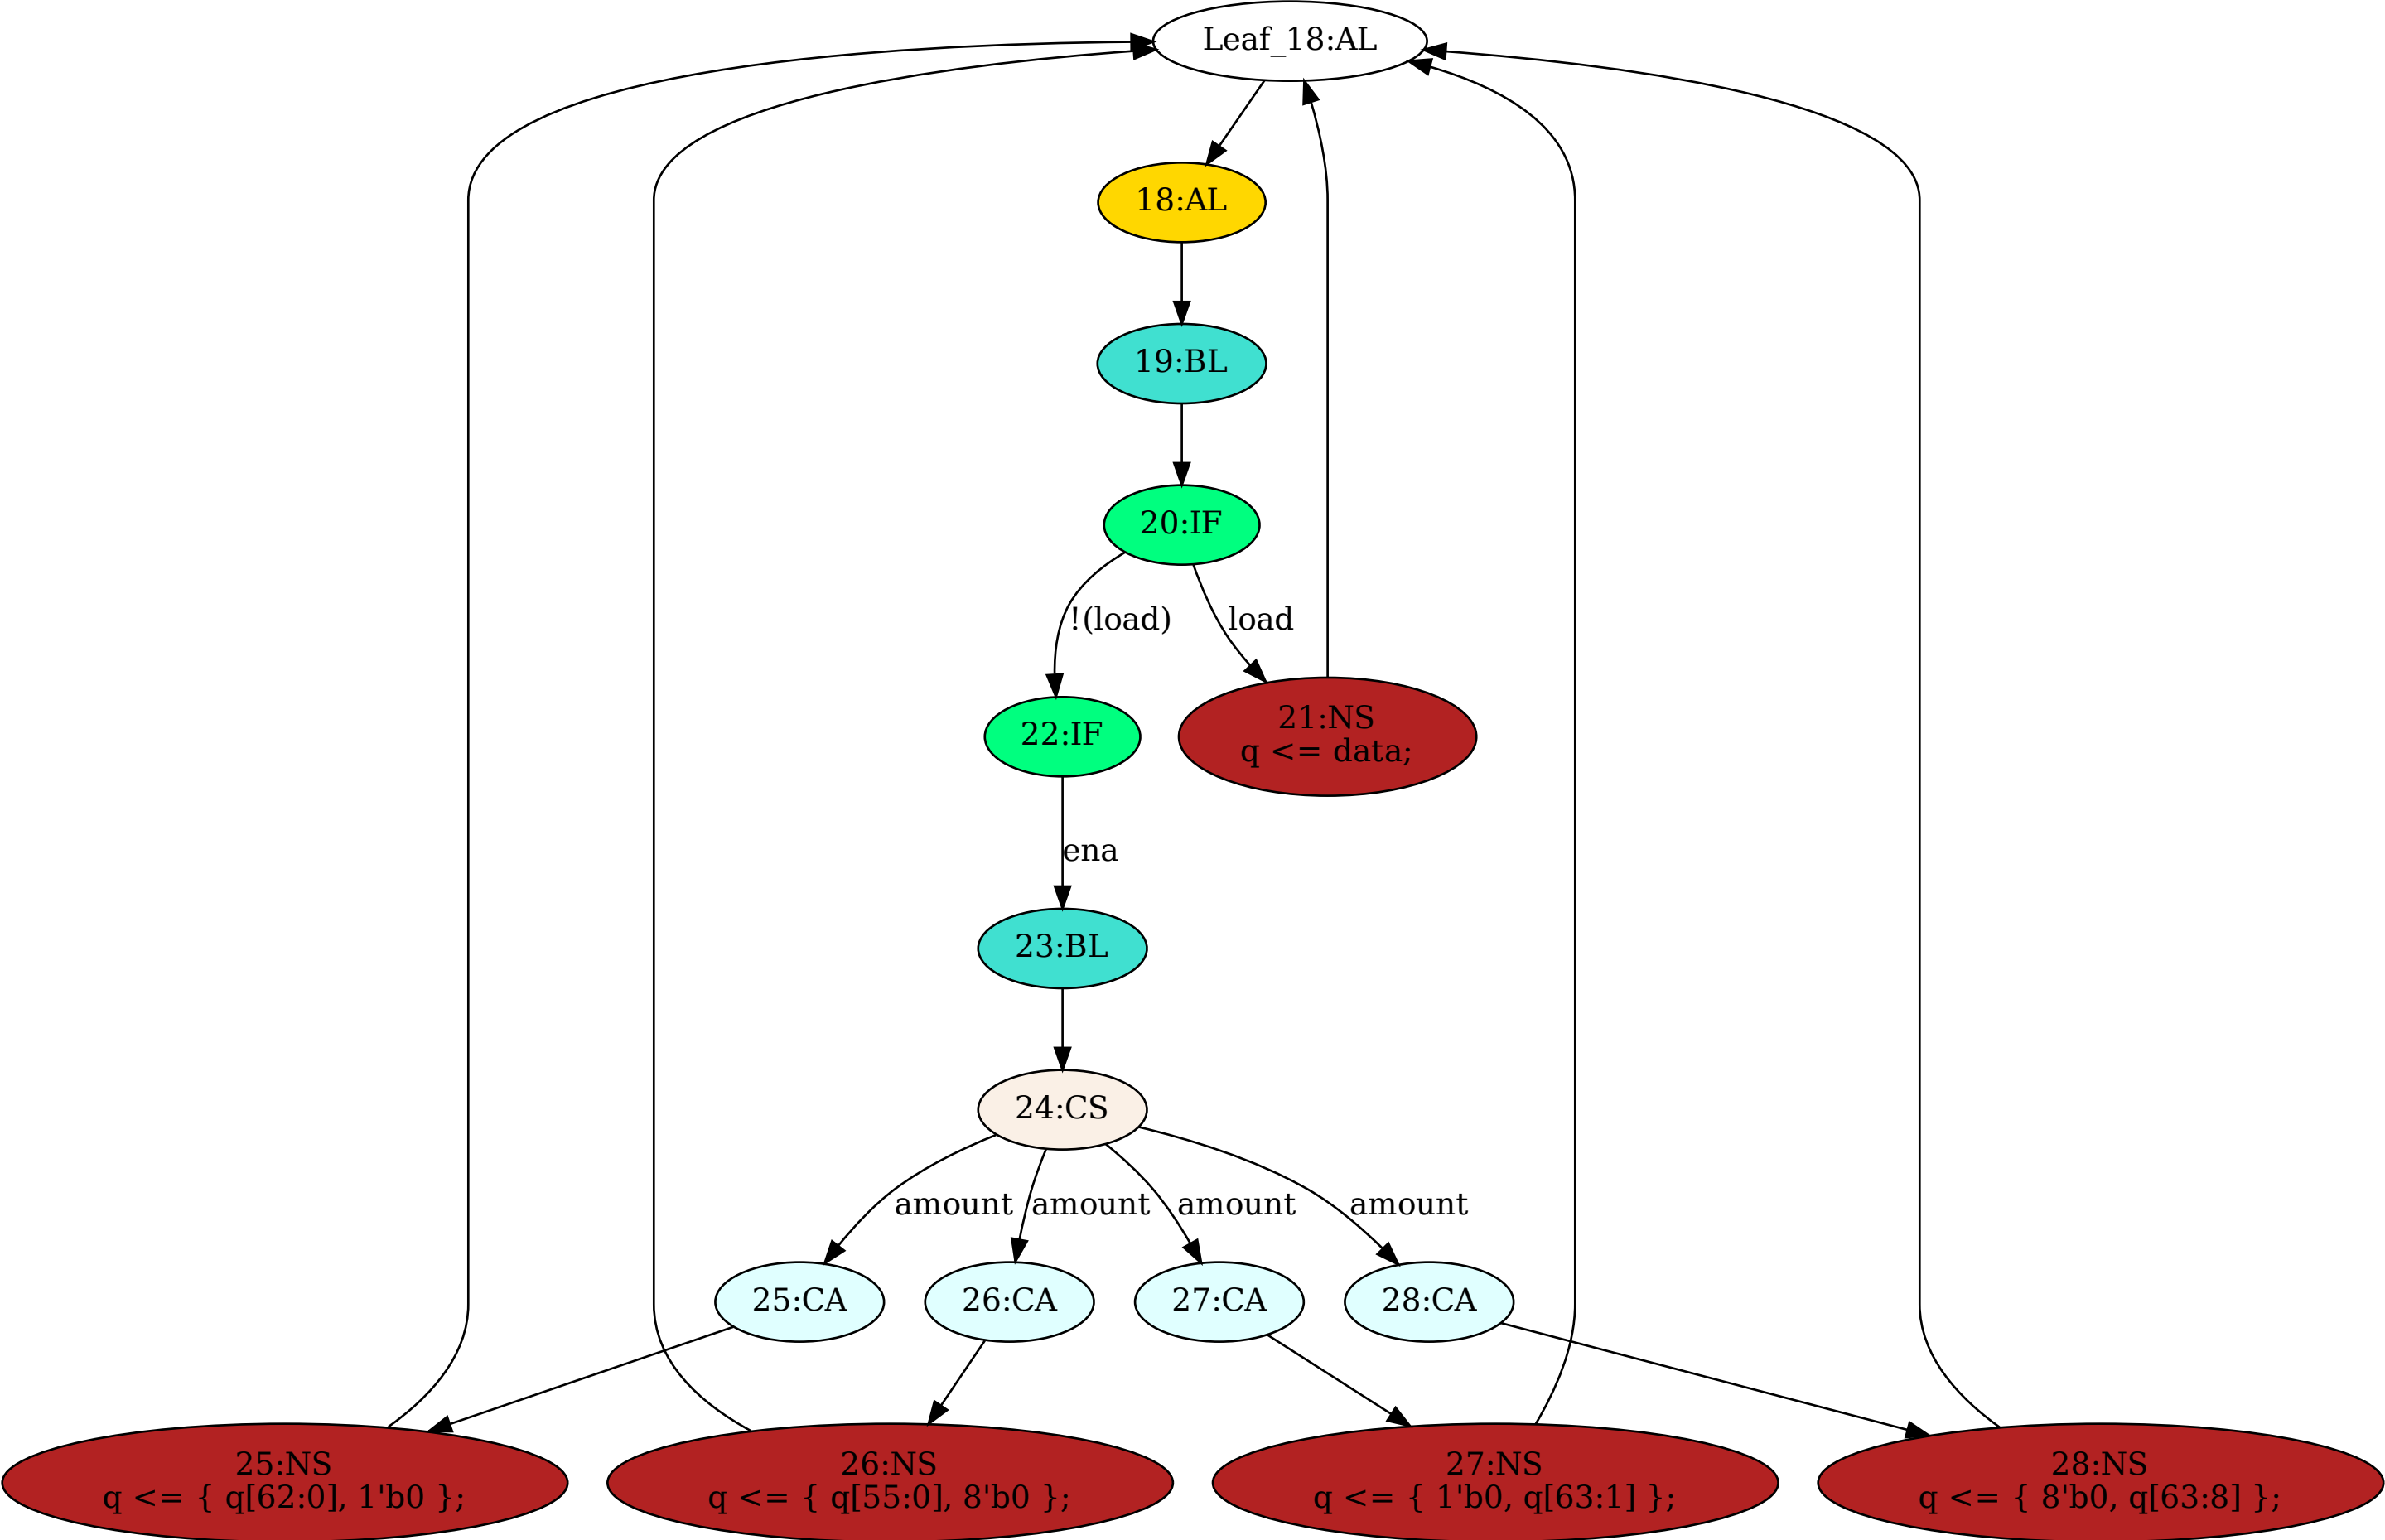 Leaf_18:AL
18:AL
19:BL
20:IF
!(load)
load
22:IF
21:NS
q <= data;
ena
23:BL
24:CS
amount
amount
amount
amount
25:CA
26:CA
27:CA
28:CA
25:NS
q <= { q[62:0], 1'b0 };
26:NS
q <= { q[55:0], 8'b0 };
27:NS
q <= { 1'b0, q[63:1] };
28:NS
q <= { 8'b0, q[63:8] };